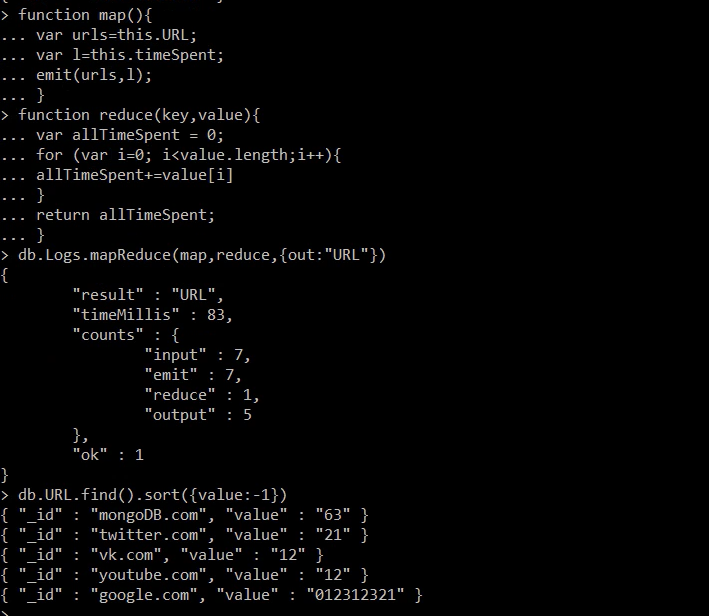 > function map(){
... var urls=this.URL;
... var l=this.timeSpent;
... emit(urls,l);
... }
> function reduce(key,value){
... var allTimeSpent = 0;
... for (var i=0; i<value.length;i++){
... allTimeSpent+=value[i]
... }
... return allTimeSpent;
... }
> db.Logs.mapReduce(map,reduce,{out:"URL"})
{
        "result" : "URL",
        "timeMillis" : 83,
        "counts" : {
                "input" : 7,
                "emit" : 7,
                "reduce" : 1,
                "output" : 5
        },
        "ok" : 1
}
> db.URL.find().sort({value:-1})
{ "_id" : "mongoDB.com", "value" : "63" }
{ "_id" : "twitter.com", "value" : "21" }
{ "_id" : "vk.com", "value" : "12" }
{ "_id" : "youtube.com", "value" : "12" }
{ "_id" : "google.com", "value" : "012312321" }
>